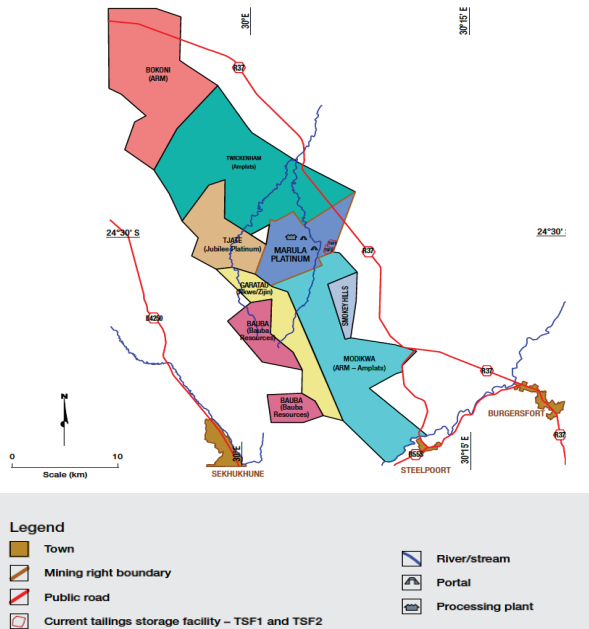 30°E
30°15' E
BOKONI
(ARM)
R37
TWICKENHAM
(Amplats)
24°30' S
24°30' S
TJATE
(Jubilee Platinum)
MARULA
PLATINUM
R37
GARATAU
(Nkwe/Zijin)
SMOKEY HILLS
BAUBA
(Bauba
Resources)
MODIKWA
(ARM – Amplats)
R37
BAUBA
(Bauba
Resources)
BURGERSFORT
N
R37
0
10
Scale (km)
R555
30°E
30°15' E
SEKHUKHUNE
STEELPOORT
Legend
Town
Mining right boundary
Public road
Current tailings storage facility – TSF1 and TSF2
River/stream
Portal
Processing plant